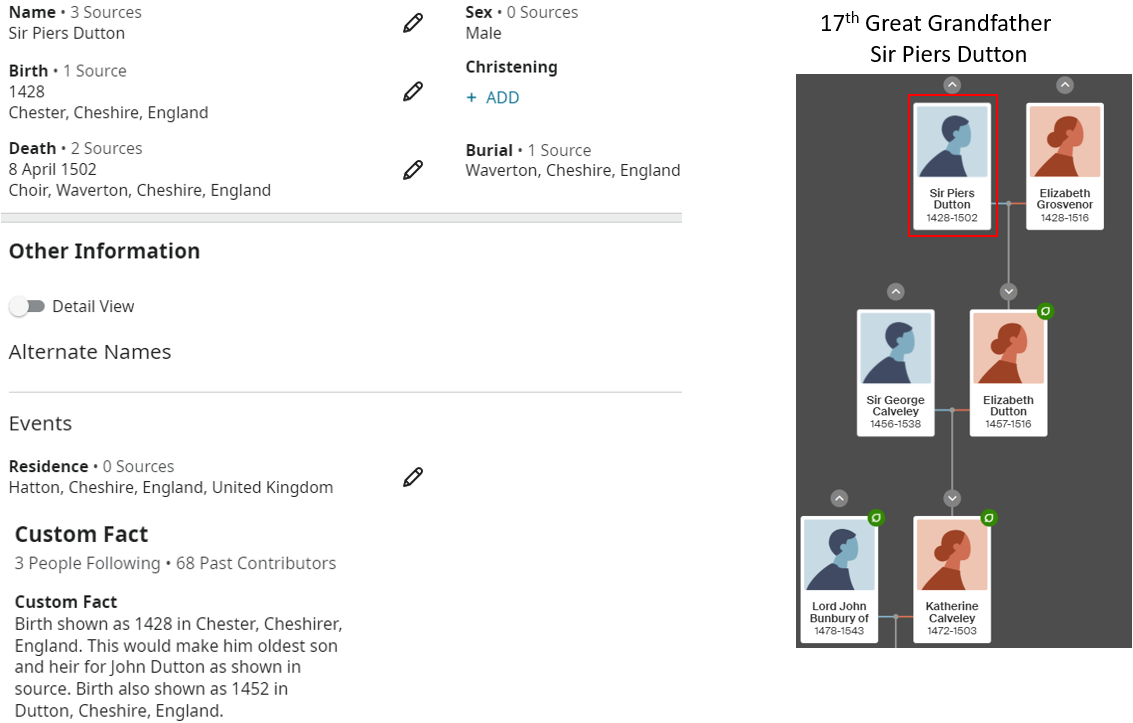 Name • 3 Sources
Sir Piers Dutton
Sex • 0 Sources
Male
Birth • 1 Source
1428
Chester, Cheshire, England
Christening
+ ADD
Death • 2 Sources
8 April 1502
Choir, Waverton, Cheshire, England
Burial • 1 Source
Waverton, Cheshire, England
Other Information
Detail View
Alternate Names
Events
Residence • 0 Sources
Hatton, Cheshire, England, United Kingdom
Custom Fact
3 People Following • 68 Past Contributors
Custom Fact
Birth shown as 1428 in Chester, Cheshirer,
England. This would make him oldest son
and heir for John Dutton as shown in
source. Birth also shown as 1452 in
Dutton, Cheshire, England.
17th Great Grandfather
Sir Piers Dutton
Sir Piers
Dutton
1428-1502
Elizabeth
Grosvenor
1428-1516
Sir George
Calveley
1456-1538
Elizabeth
Dutton
1457-1516
Lord John
Bunbury of
1478-1543
Katherine
Calveley
1472-1503